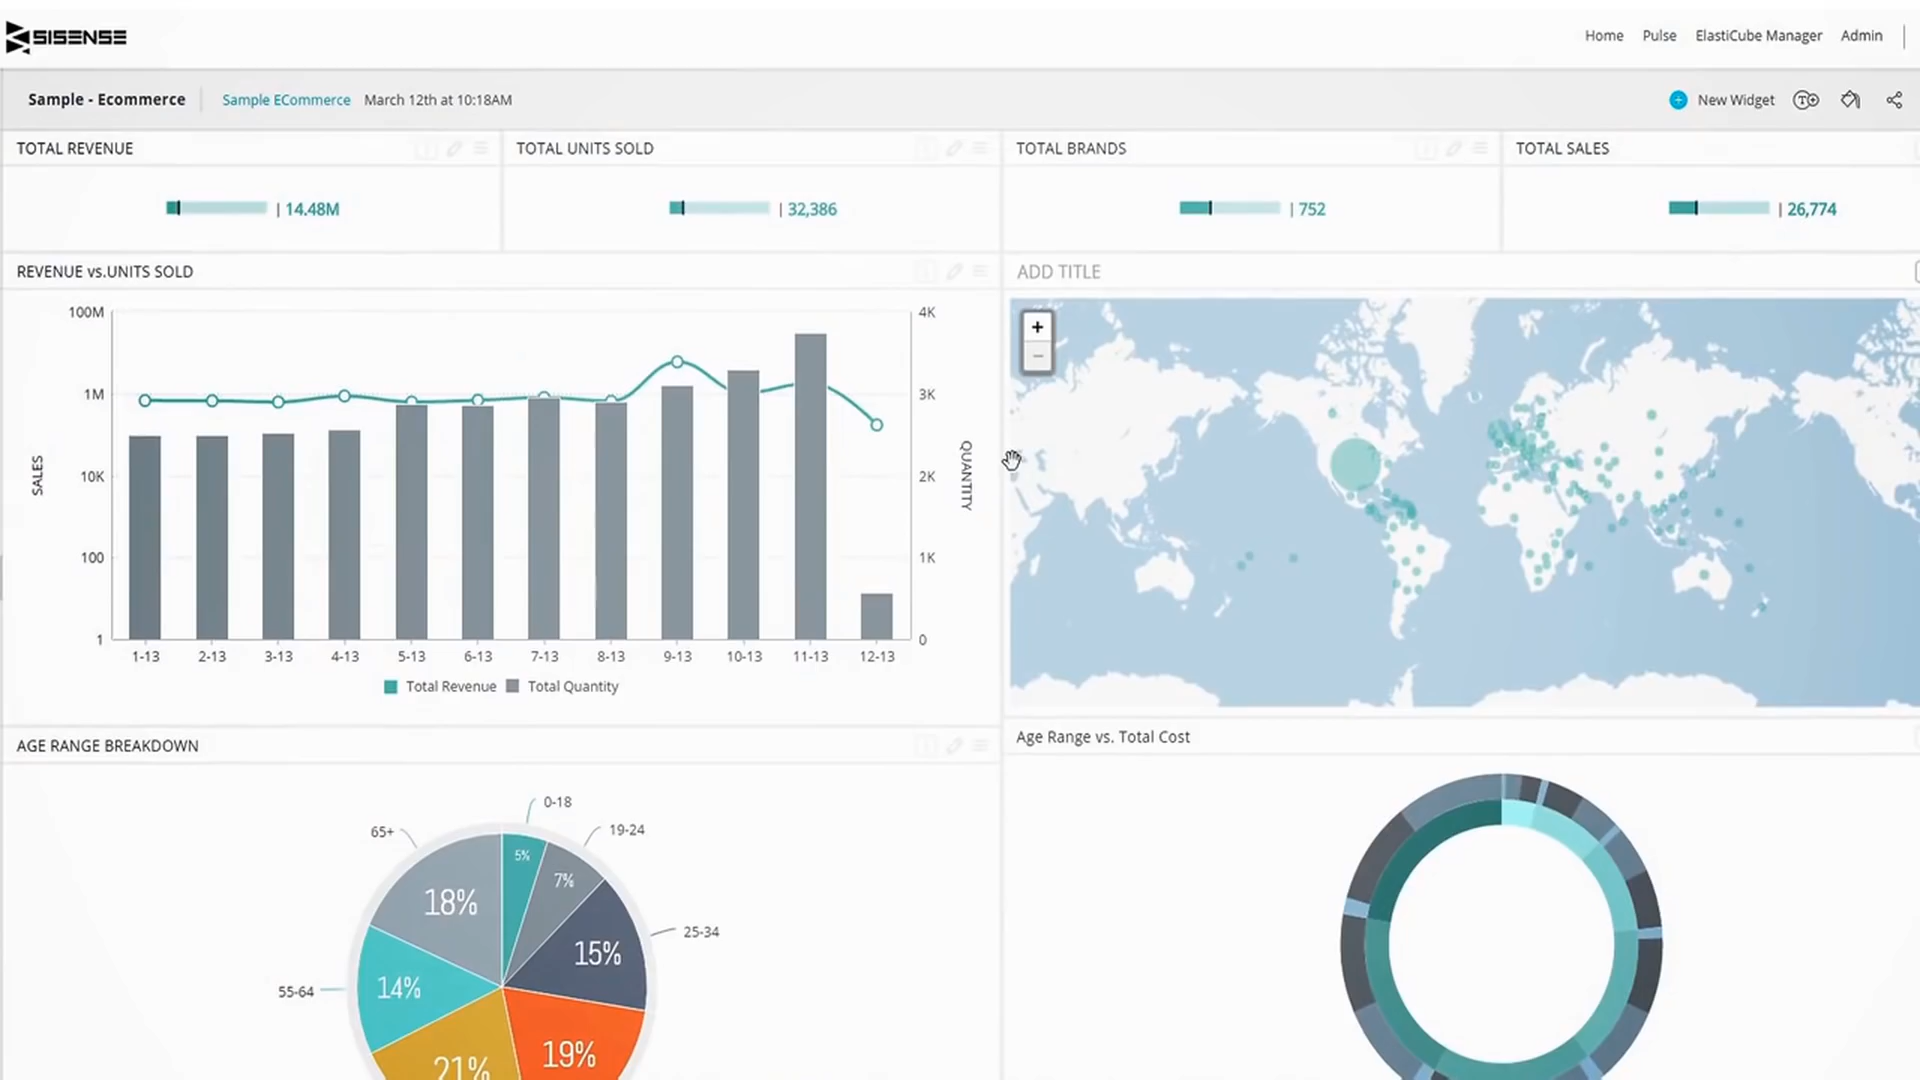 SISENSE
Home Pulse ElastiCube Manager Admin
Sample - Ecommerce Sample ECommerce March 12th at 10:18AM New Widget
TOTAL REVENUE TOTAL UNITS SOLD TOTAL BRANDS TOTAL SALES
| 14.48M | 32,386 | 752 | 26,774
REVENUE vs.UNITS SOLD
ADD TITLE
100M
1M
10K
100
1
SALES
4K
3K
2K
1K
0
QUANTITY
1-13 2-13 3-13 4-13 5-13 6-13 7-13 8-13 9-13 10-13 11-13 12-13
Total Revenue Total Quantity
+
−
AGE RANGE BREAKDOWN
0-18
65+
19-24
5%
7%
18%
25-34
15%
14%
55-64
19%
21%
Age Range vs. Total Cost